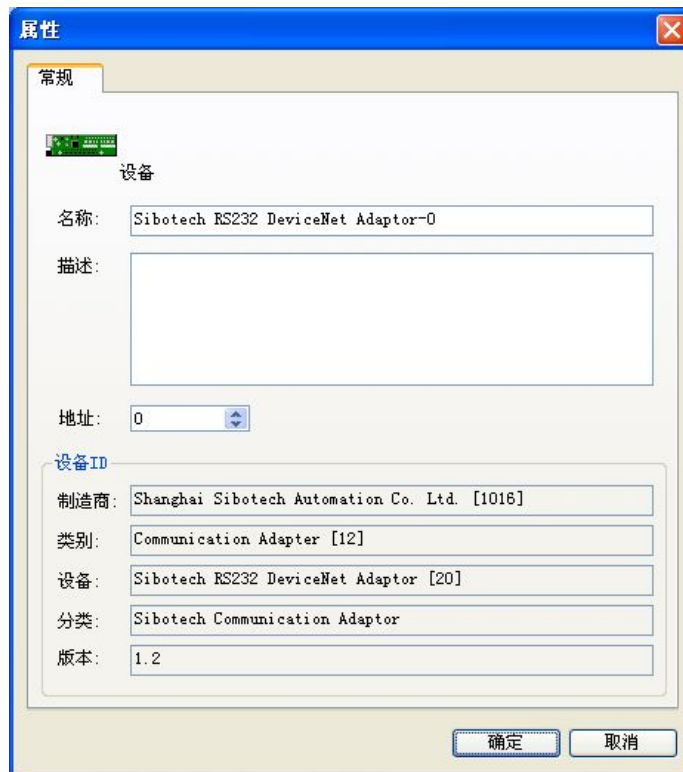 属性
常规
设备
名称: Sibotech RS232 DeviceNet Adaptor-0
描述:
地址: 0
设备ID
制造商: Shanghai Sibotech Automation Co. Ltd. [1016]
类别: Communication Adapter [12]
设备: Sibotech RS232 DeviceNet Adaptor [20]
分类: Sibotech Communication Adaptor
版本: 1.2
确定 取消